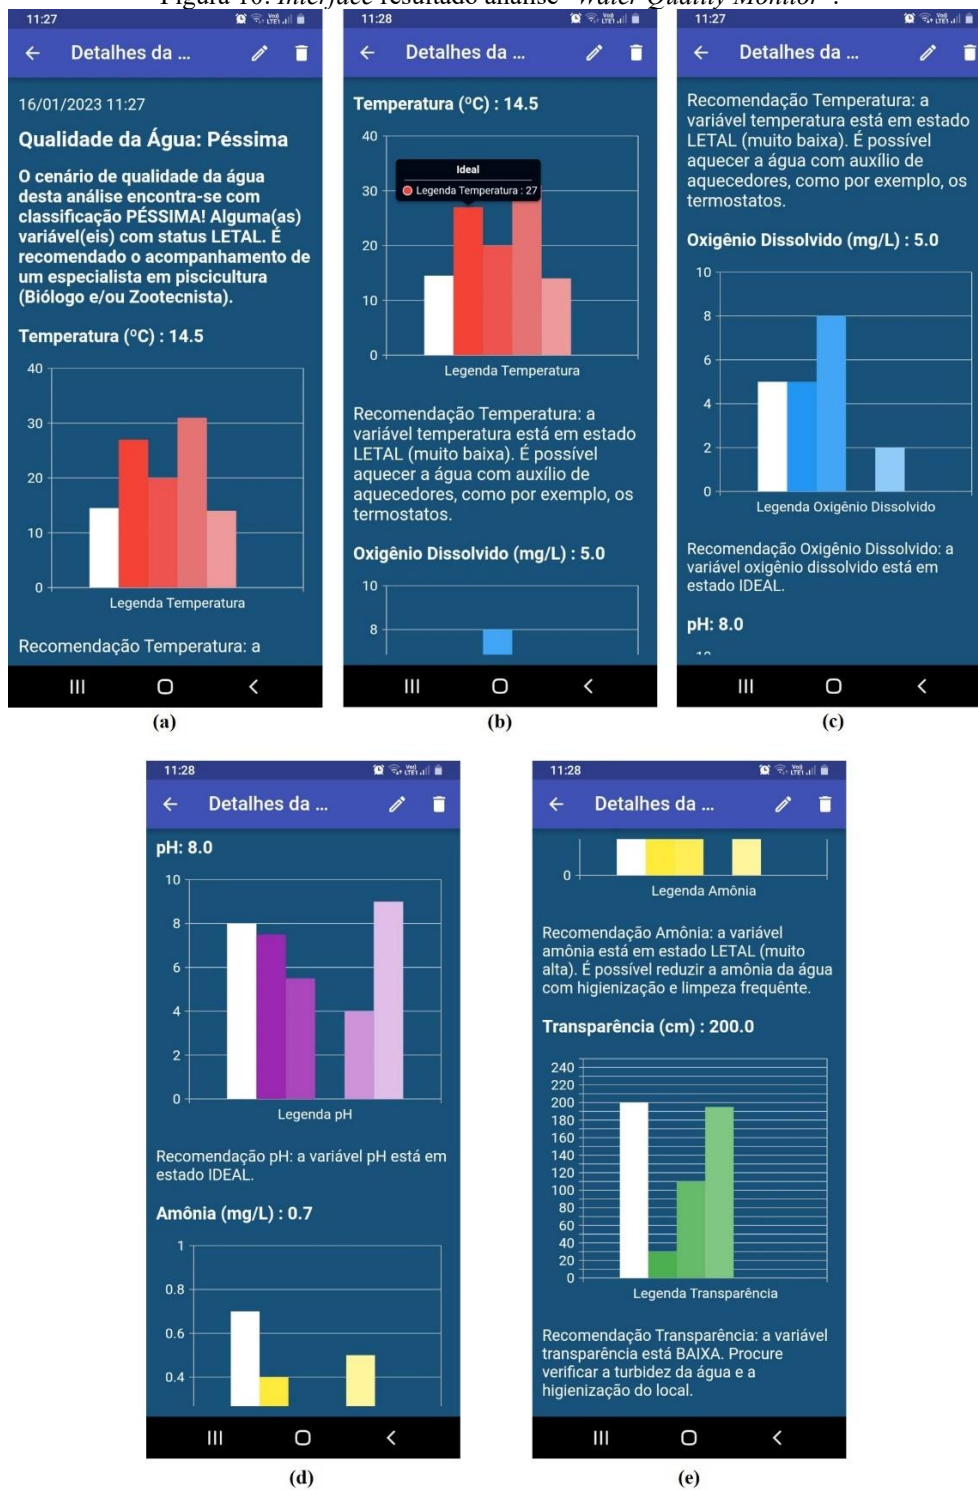 Figura 10. Interface resultado análise "Water Quality Monitor".
11:27
Detalhes da ...
16/01/2023 11:27
Qualidade da Água: Péssima
O cenário de qualidade da água
desta análise encontra-se com
classificação PÉSSIMA! Alguma(as)
variável(eis) com status LETAL. É
recomendado o acompanhamento de
um especialista em piscicultura
(Biólogo e/ou Zootecnista).
Temperatura (ºC) : 14.5
40
30
20
10
0
Legenda Temperatura
Recomendação Temperatura: a
(a)
11:28
Detalhes da ...
Temperatura (ºC) : 14.5
40
Ideal
30
Legenda Temperatura : 27
20
10
0
Legenda Temperatura
Recomendação Temperatura: a
variável temperatura está em estado
LETAL (muito baixa). É possível
aquecer a água com auxílio de
aquecedores, como por exemplo, os
termostatos.
Oxigênio Dissolvido (mg/L) : 5.0
10
8
(b)
11:27
Detalhes da ...
Recomendação Temperatura: a
variável temperatura está em estado
LETAL (muito baixa). É possível
aquecer a água com auxílio de
aquecedores, como por exemplo, os
termostatos.
Oxigênio Dissolvido (mg/L) : 5.0
10
8
6
4
2
0
Legenda Oxigênio Dissolvido
Recomendação Oxigênio Dissolvido: a
variável oxigênio dissolvido está em
estado IDEAL.
pH: 8.0
(c)
11:28
Detalhes da ...
pH: 8.0
10
8
6
4
2
0
Legenda pH
Recomendação pH: a variável pH está em
estado IDEAL.
Amônia (mg/L) : 0.7
1
0.8
0.6
0.4
(d)
11:28
Detalhes da ...
0
Legenda Amônia
Recomendação Amônia: a variável
amônia está em estado LETAL (muito
alta). É possível reduzir a amônia da água
com higienização e limpeza frequênte.
Transparência (cm) : 200.0
240
220
200
180
160
140
120
100
80
60
40
20
0
Legenda Transparência
Recomendação Transparência: a variável
transparência está BAIXA. Procure
verificar a turbidez da água e a
higienização do local.
(e)